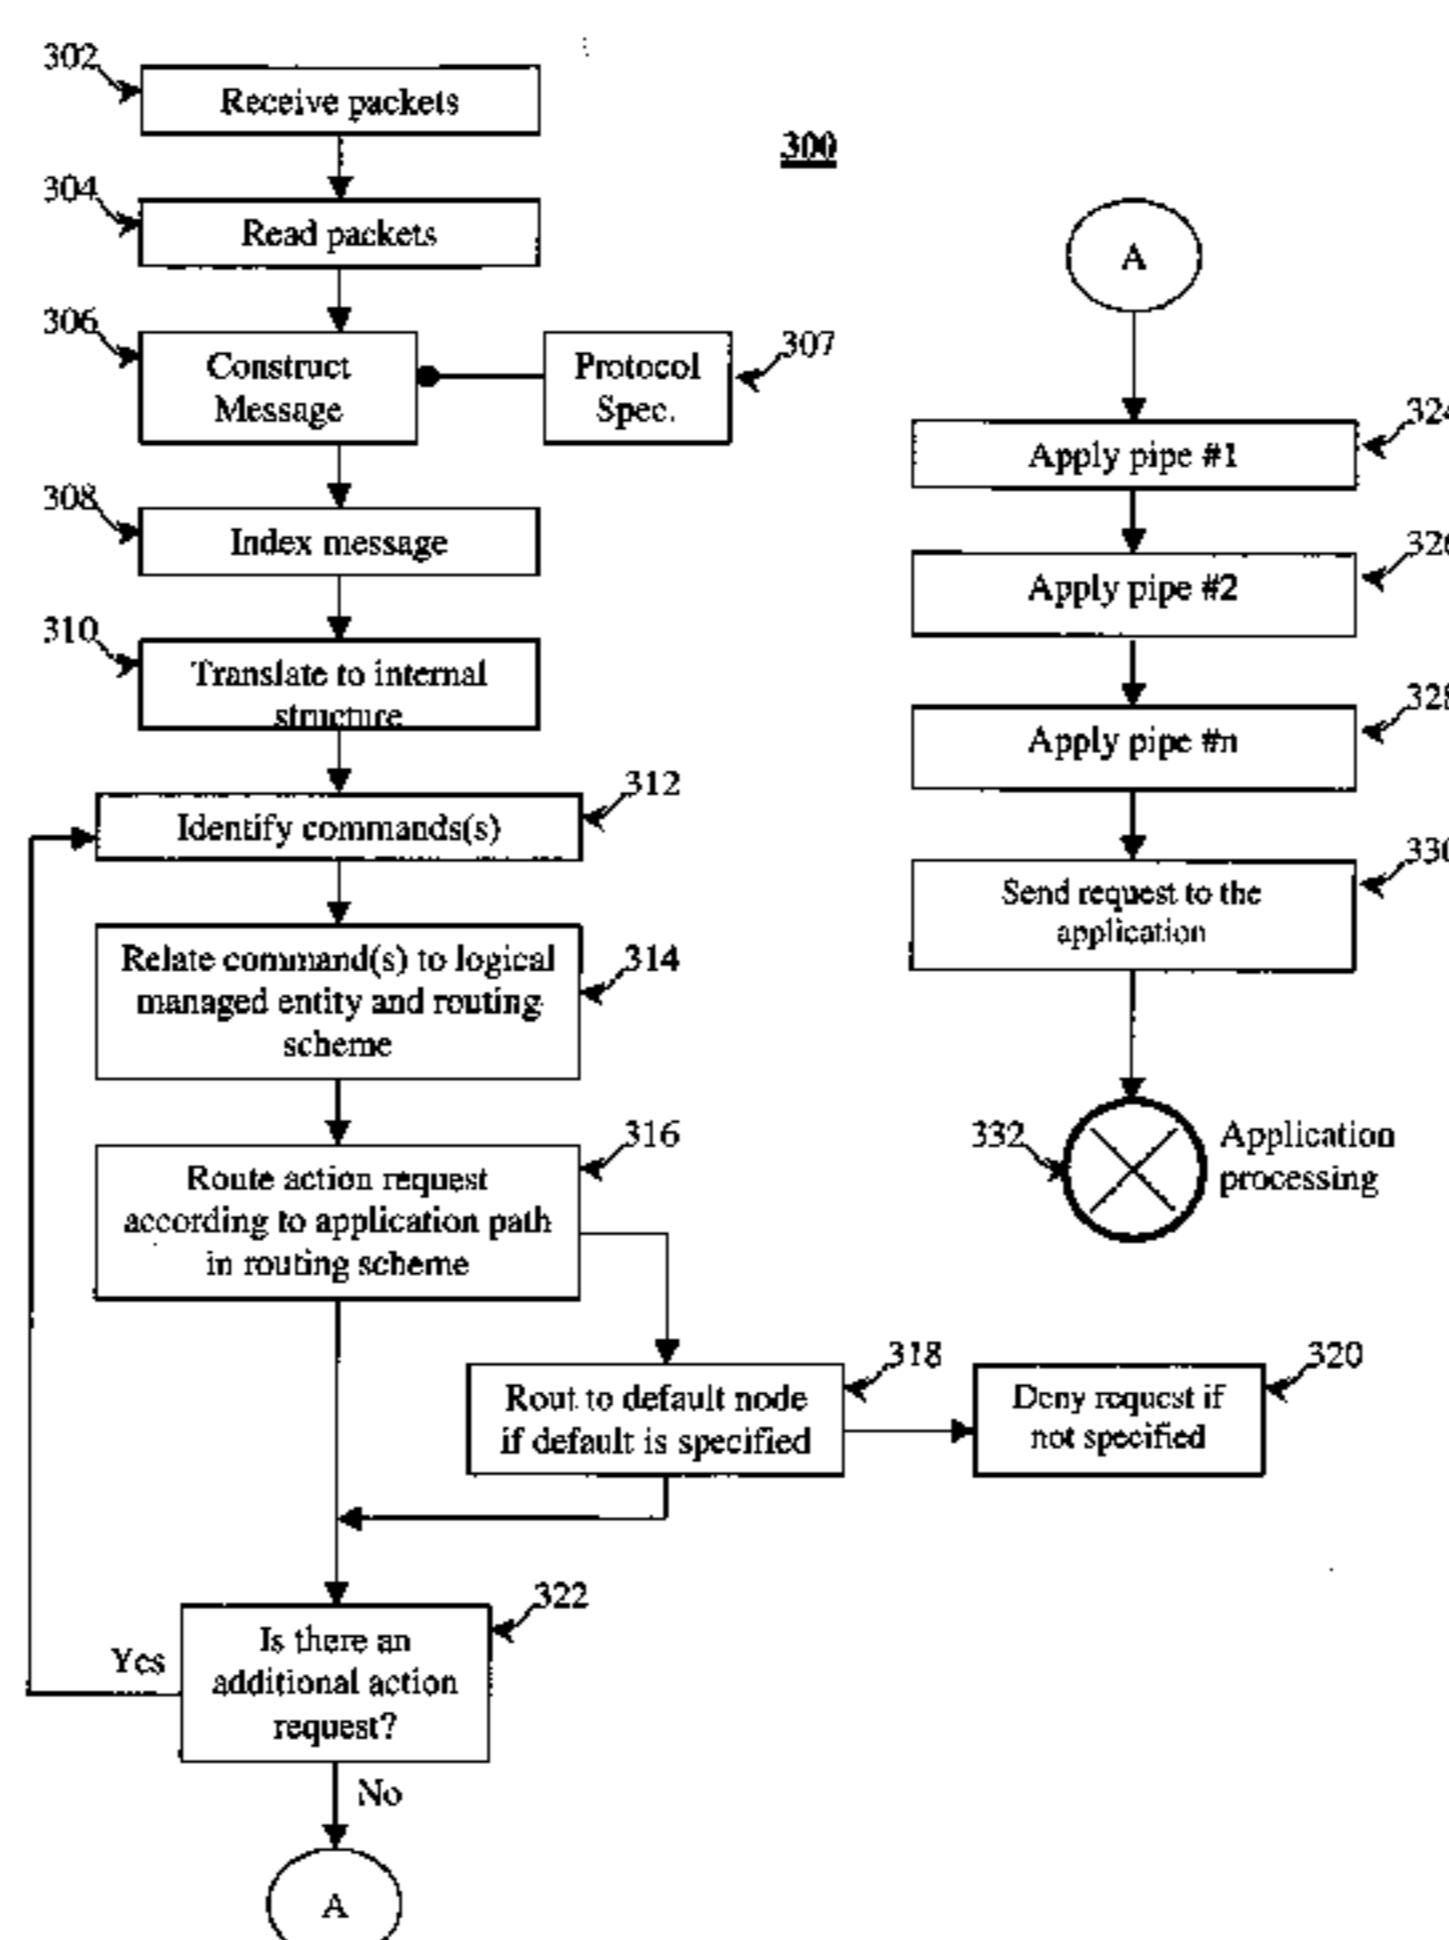 302
Receive packets
300
304
Read packets
A
306
Construct
Message
Protocol
Spec.
307
324
Apply pipe #1
308
Index message
326
Apply pipe #2
310
Translate to internal
structure
328
Apply pipe #n
312
Identify commands(s)
330
Send request to the
application
314
Relate command(s) to logical
managed entity and routing
scheme
316
Route action request
according to application path
in routing scheme
332
Application
processing
318
Rout to default node
if default is specified
320
Deny request if
not specified
322
Is there an
additional action
request?
Yes
No
A